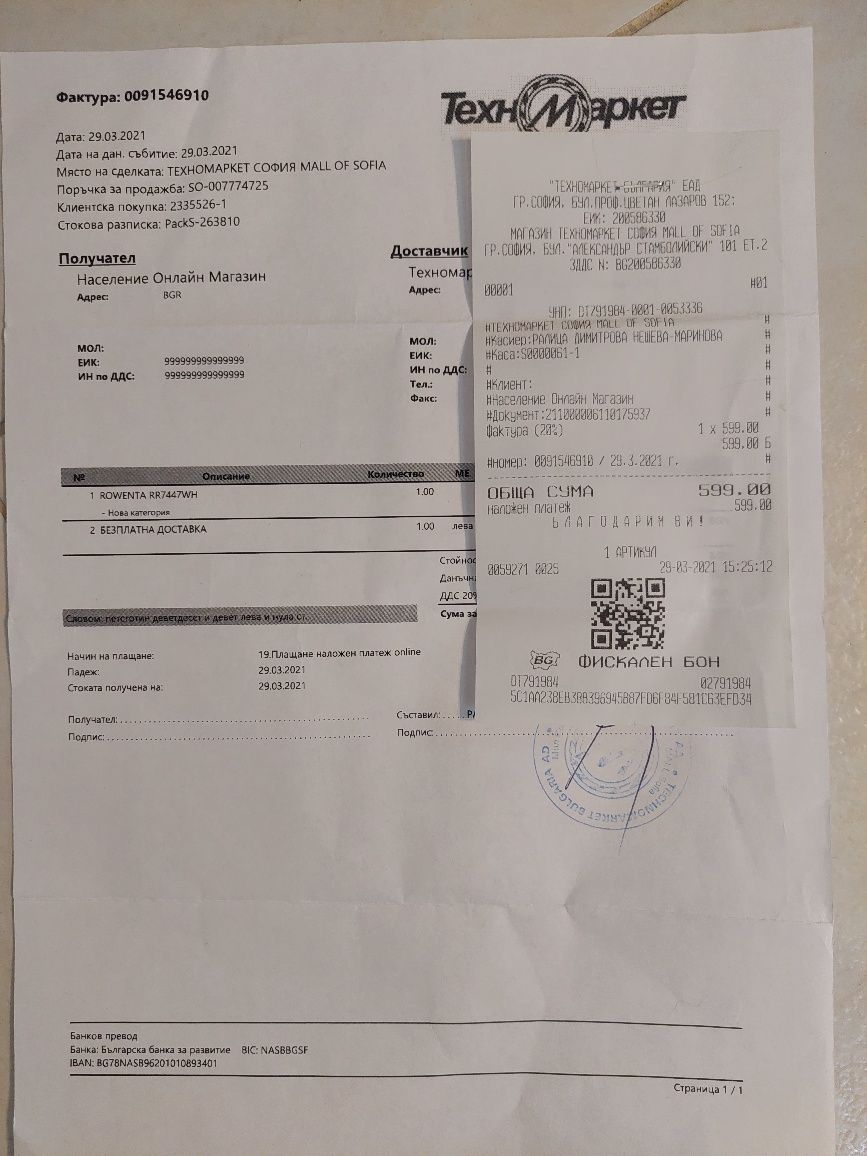 Фактура: 0091546910
Дата: 29.03.2021
Дата на дан. събитие: 29.03.2021
Място на сделката: ТЕХНОМАРКЕТ СОФИЯ MALL OF SOFIA
Поръчка за продажба: SO-007774725
Клиентска покупка: 2335526-1
Стокова разписка: PackS-263810
ТехноМаркет
Получател
Население Онлайн Магазин
Адрес: BGR
МОЛ:
ЕИК: 999999999999999
ИН по ДДС: 999999999999999
Доставчик
Техномар
Адрес:
МОЛ:
ЕИК:
ИН по ДДС:
Тел.:
Факс:
№ Описание Количество МЕ
1 ROWENTA RR7447WH 1.00
- Нова категория
2 БЕЗПЛАТНА ДОСТАВКА 1.00 лева
Стойнос
Данъчн
ДДС 20%
Сума за
Словом: петстотин деветдесет и девет лева и нула ст.
Начин на плащане: 19.Плащане наложен платеж online
Падеж: 29.03.2021
Стоката получена на: 29.03.2021
Получател:
Подпис:
Съставил: РА
Подпис:
"ТЕХНОМАРКЕТ БЪЛГАРИЯ" ЕАД
ГР.СОФИЯ, БУЛ.ПРОФ.ЦВЕТАН ЛАЗАРОВ 152;
ЕИК: 200586330
МАГАЗИН ТЕХНОМАРКЕТ СОФИЯ MALL OF SOFIA
ГР.СОФИЯ, БУЛ."АЛЕКСАНДЪР СТАМБОЛИЙСКИ" 101 ЕТ.2
ЗДДС N: BG200586330
00001 #01
УНП: DT791984-0001-0053336
#ТЕХНОМАРКЕТ СОФИЯ MALL OF SOFIA #
#Касиер:РАЛИЦА ДИМИТРОВА НЕШЕВА-МАРИНОВА #
#Каса:S0000061-1 #
# #
#Клиент: #
#Население Онлайн Магазин #
#Документ:211000006110175937 #
Фактура (20%) 1 x 599.00
599.00 Б
#номер: 0091546910 / 29.3.2021 г. #
ОБЩА СУМА 599.00
наложен платеж 599.00
БЛАГОДАРИМ ВИ!
1 АРТИКУЛ
0059271 0025 29-03-2021 15:25:12
BG ФИСКАЛЕН БОН
DT791984 02791984
TECHNOMARKET BULGARIA AD
Банков превод
Банка: Българска банка за развитие BIC: NASBBGSF
IBAN: BG78NASB96201010893401
Страница 1 / 1